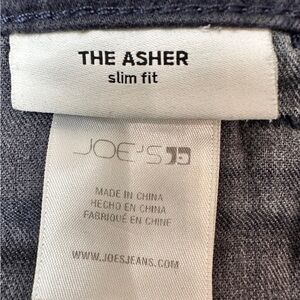 THE ASHER
slim fit
JOE'S
MADE IN CHINA
HECHO EN CHINA
FABRIQUÉ EN CHINE
WWW.JOESJEANS.COM